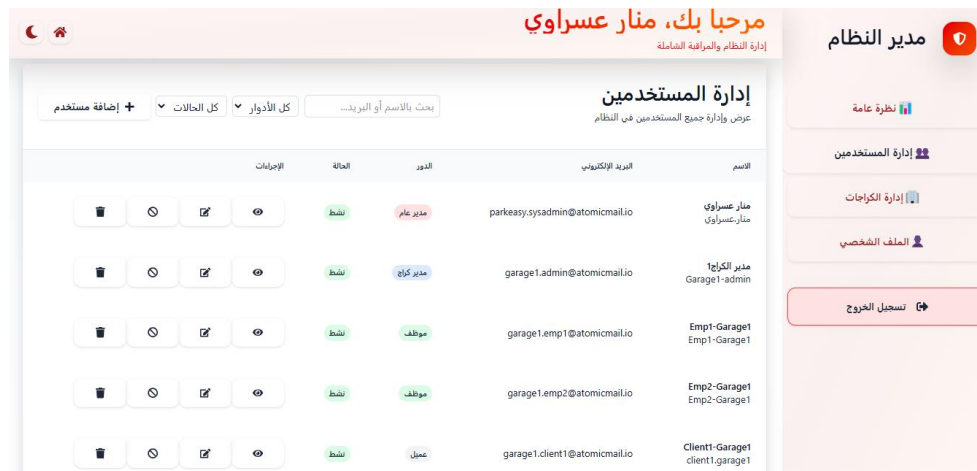 مدير النظام
نظرة عامة
إدارة المستخدمين
إدارة الكراجات
الملف الشخصي
تسجيل الخروج
مرحبا بك، منار عسراوي
إدارة النظام والمراقبة الشاملة
إدارة المستخدمين
عرض وإدارة جميع المستخدمين في النظام
بحث بالاسم أو البريد... كل الأدوار كل الحالات + إضافة مستخدم
الاسم البريد الإلكتروني الدور الحالة الإجراءات
منار عسراوي parkeasy.sysadmin@atomicmail.io مدير عام نشط
منار.عسراوي
مدير الكراج1 garage1.admin@atomicmail.io مدير كراج نشط
Garage1-admin
Emp1-Garage1 garage1.emp1@atomicmail.io موظف نشط
Emp1-Garage1
Emp2-Garage1 garage1.emp2@atomicmail.io موظف نشط
Emp2-Garage1
Client1-Garage1 garage1.client1@atomicmail.io عميل نشط
client1.garage1